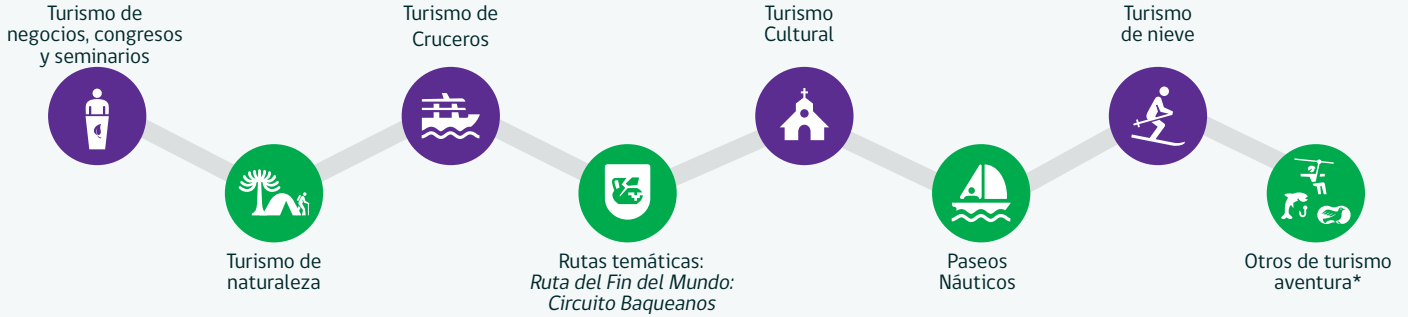 Turismo de
negocios, congresos
y seminarios
Turismo de
naturaleza
Turismo de
Cruceros
Rutas temáticas:
Ruta del Fin del Mundo:
Circuito Baqueanos
Turismo
Cultural
Paseos
Náuticos
Turismo
de nieve
Otros de turismo
aventura*